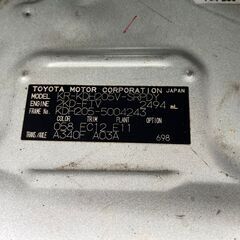 TOYOTA MOTOR CORPORATION JAPAN
MODEL KR-KDH205V-SRPDY
ENGINE 2KD-FTV 2494 mL
FRAME No. KDH205-5004243
COLOR TRIM PLANT OPTION
058 FC12 E11
TRANS./AXLE
A340F A03A 698